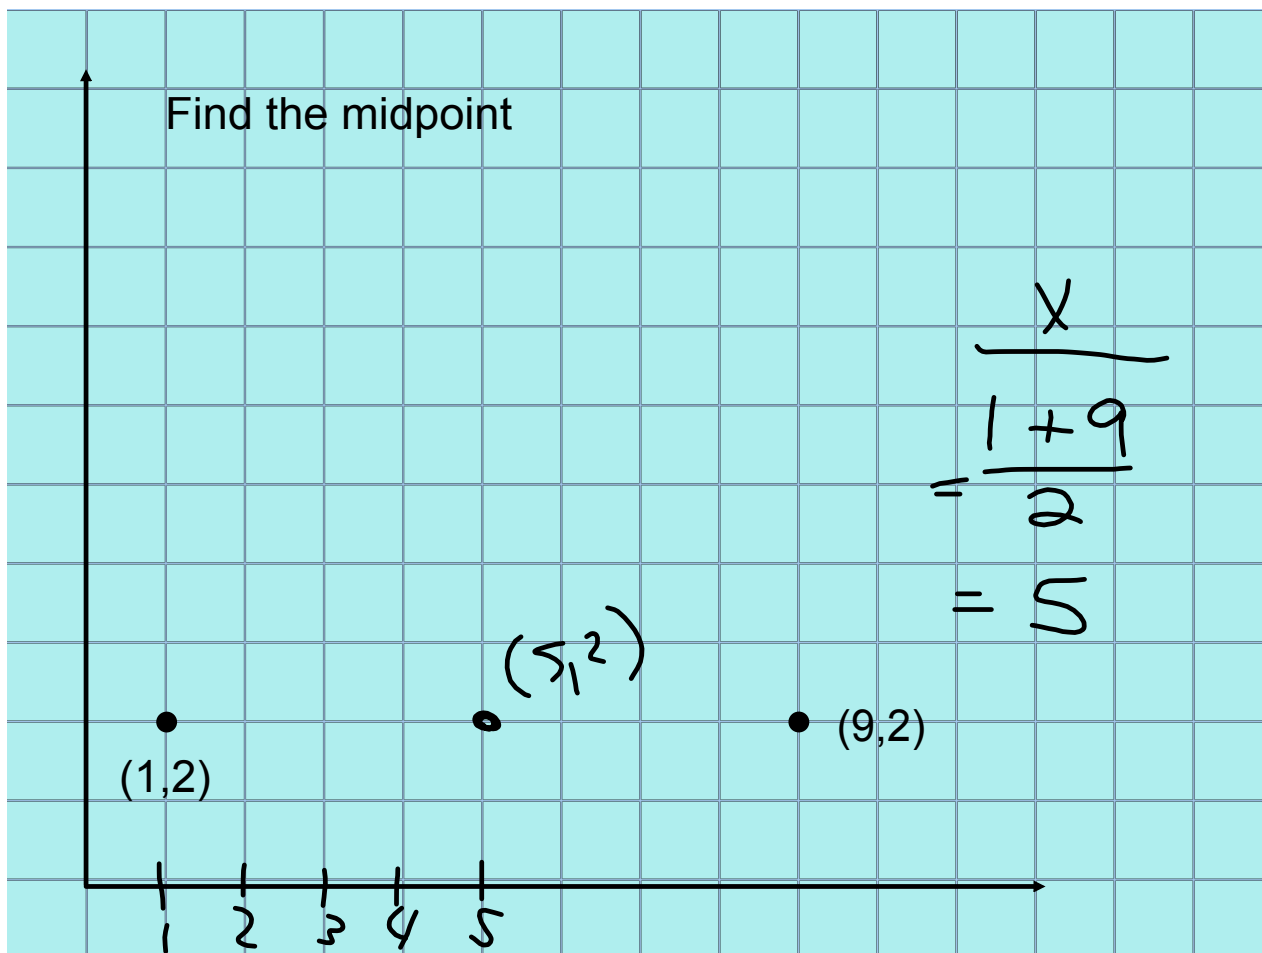 Find the midpoint
x
1 + 9
= 2
= 5
(5,2)
(9,2)
(1,2)
1 2 3 4 5